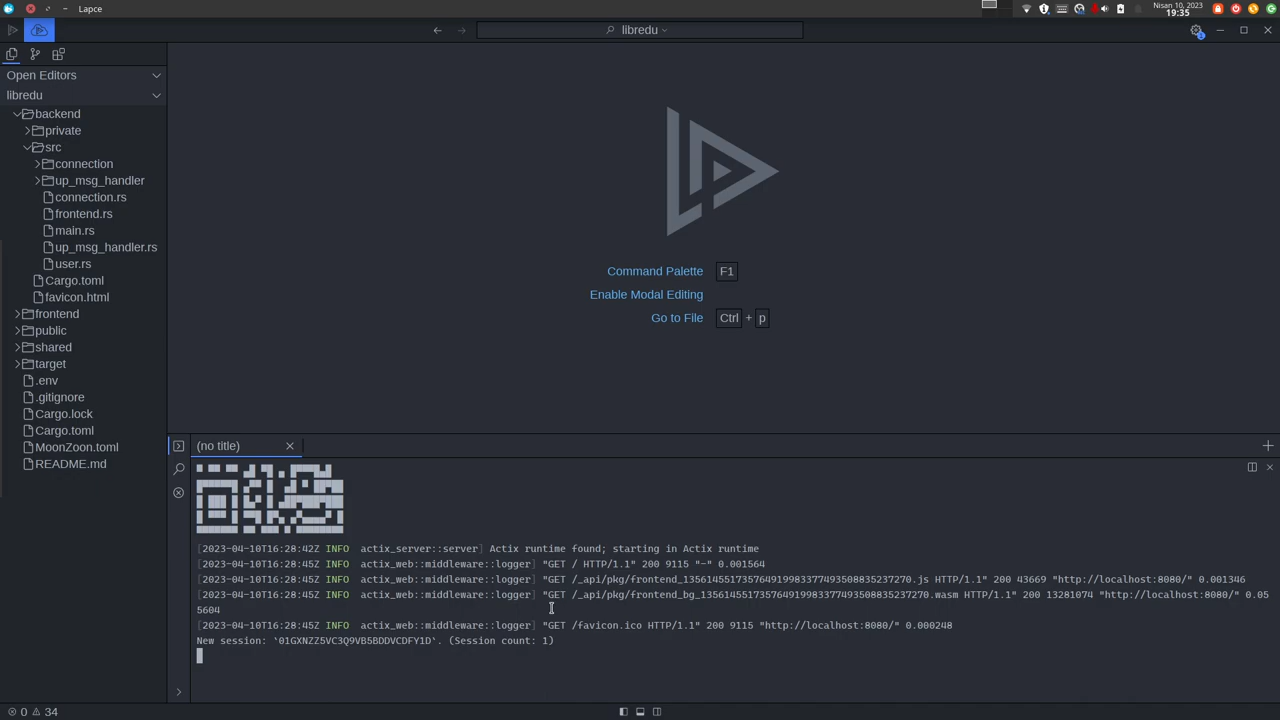 Lapce
Nisan 10, 2023
19:35
libredu
Open Editors
libredu
backend
private
src
connection
up_msg_handler
connection.rs
frontend.rs
main.rs
up_msg_handler.rs
user.rs
Cargo.toml
favicon.html
frontend
public
shared
target
.env
.gitignore
Cargo.lock
Cargo.toml
MoonZoon.toml
README.md
Command Palette F1
Enable Modal Editing
Go to File Ctrl + p
(no title)
[2023-04-10T16:28:42Z INFO actix_server::server] Actix runtime found; starting in Actix runtime
[2023-04-10T16:28:45Z INFO actix_web::middleware::logger] "GET / HTTP/1.1" 200 9115 "-" 0.001564
[2023-04-10T16:28:45Z INFO actix_web::middleware::logger] "GET /_api/pkg/frontend_135614551735764919983377493508835237270.js HTTP/1.1" 200 43669 "http://localhost:8080/" 0.001346
[2023-04-10T16:28:45Z INFO actix_web::middleware::logger] "GET /_api/pkg/frontend_bg_135614551735764919983377493508835237270.wasm HTTP/1.1" 200 13281074 "http://localhost:8080/" 0.05
5604
[2023-04-10T16:28:45Z INFO actix_web::middleware::logger] "GET /favicon.ico HTTP/1.1" 200 9115 "http://localhost:8080/" 0.000248
New session: `01GXNZZ5VC3Q9VB5BDDVCDFY1D`. (Session count: 1)
0 34